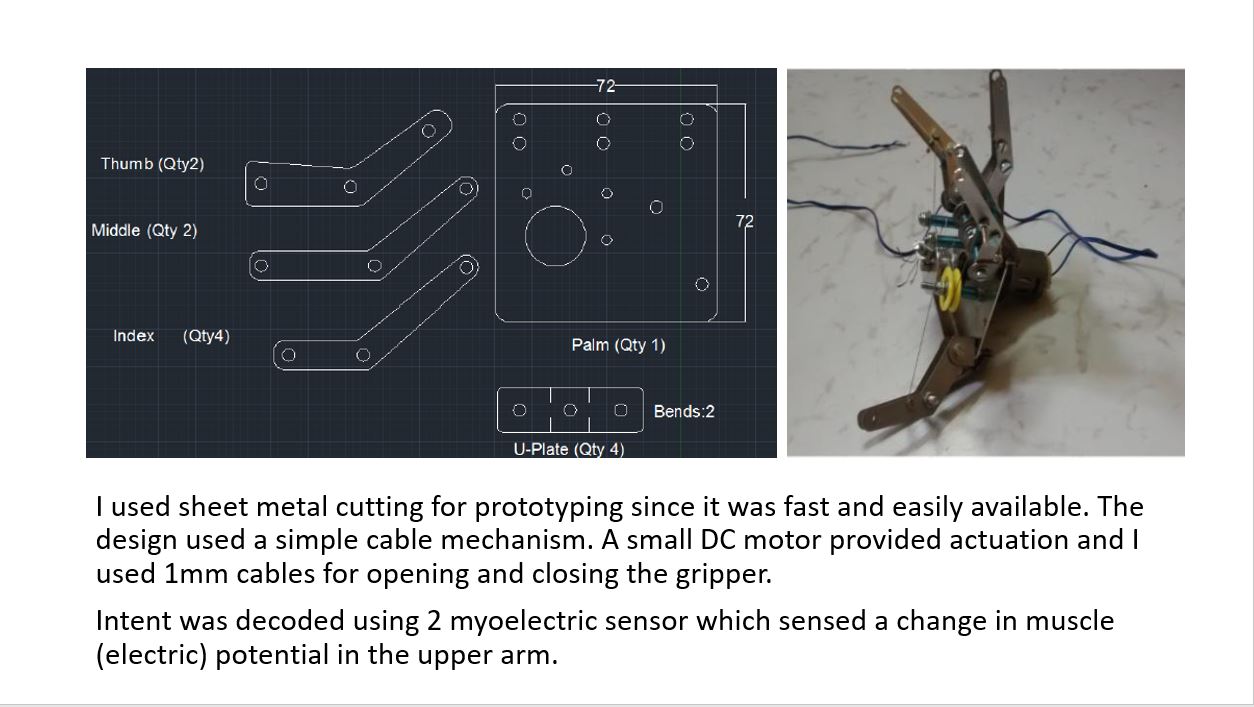 72
Thumb (Qty2)
Middle (Qty 2)
72
Index (Qty4)
Palm (Qty 1)
Bends:2
U-Plate (Qty 4)
I used sheet metal cutting for prototyping since it was fast and easily available. The
design used a simple cable mechanism. A small DC motor provided actuation and I
used 1mm cables for opening and closing the gripper.
Intent was decoded using 2 myoelectric sensor which sensed a change in muscle
(electric) potential in the upper arm.